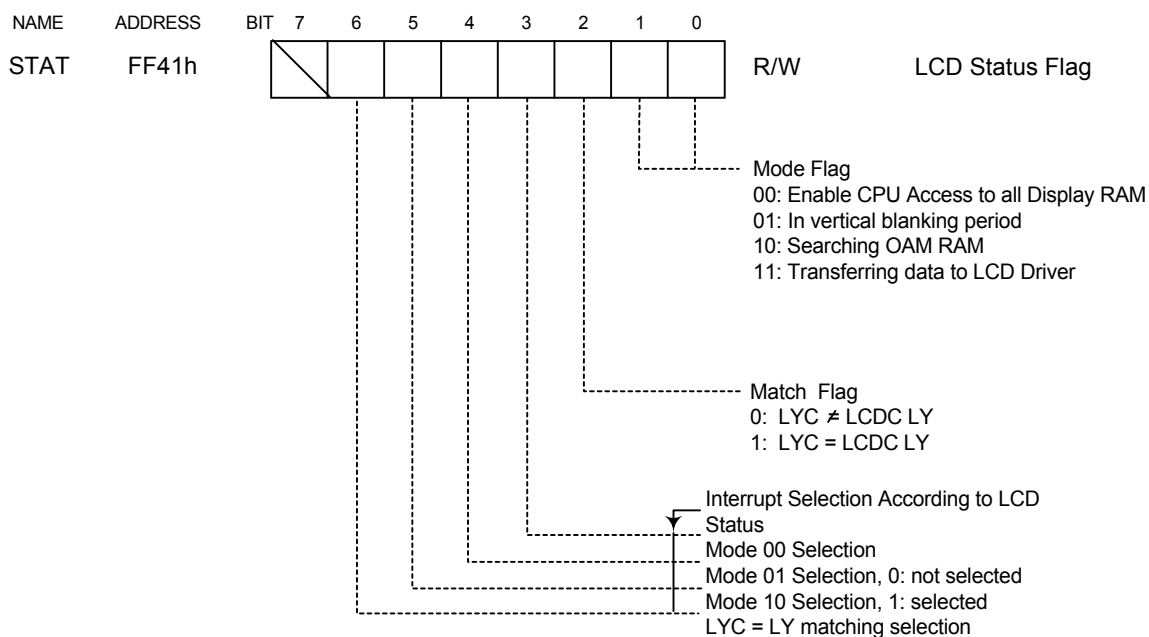 NAME ADDRESS BIT 7 6 5 4 3 2 1 0
STAT FF41h R/W LCD Status Flag
Mode Flag
00: Enable CPU Access to all Display RAM
01: In vertical blanking period
10: Searching OAM RAM
11: Transferring data to LCD Driver
Match Flag
0: LYC ≠ LCDC LY
1: LYC = LCDC LY
Interrupt Selection According to LCD
Status
Mode 00 Selection
Mode 01 Selection, 0: not selected
Mode 10 Selection, 1: selected
LYC = LY matching selection